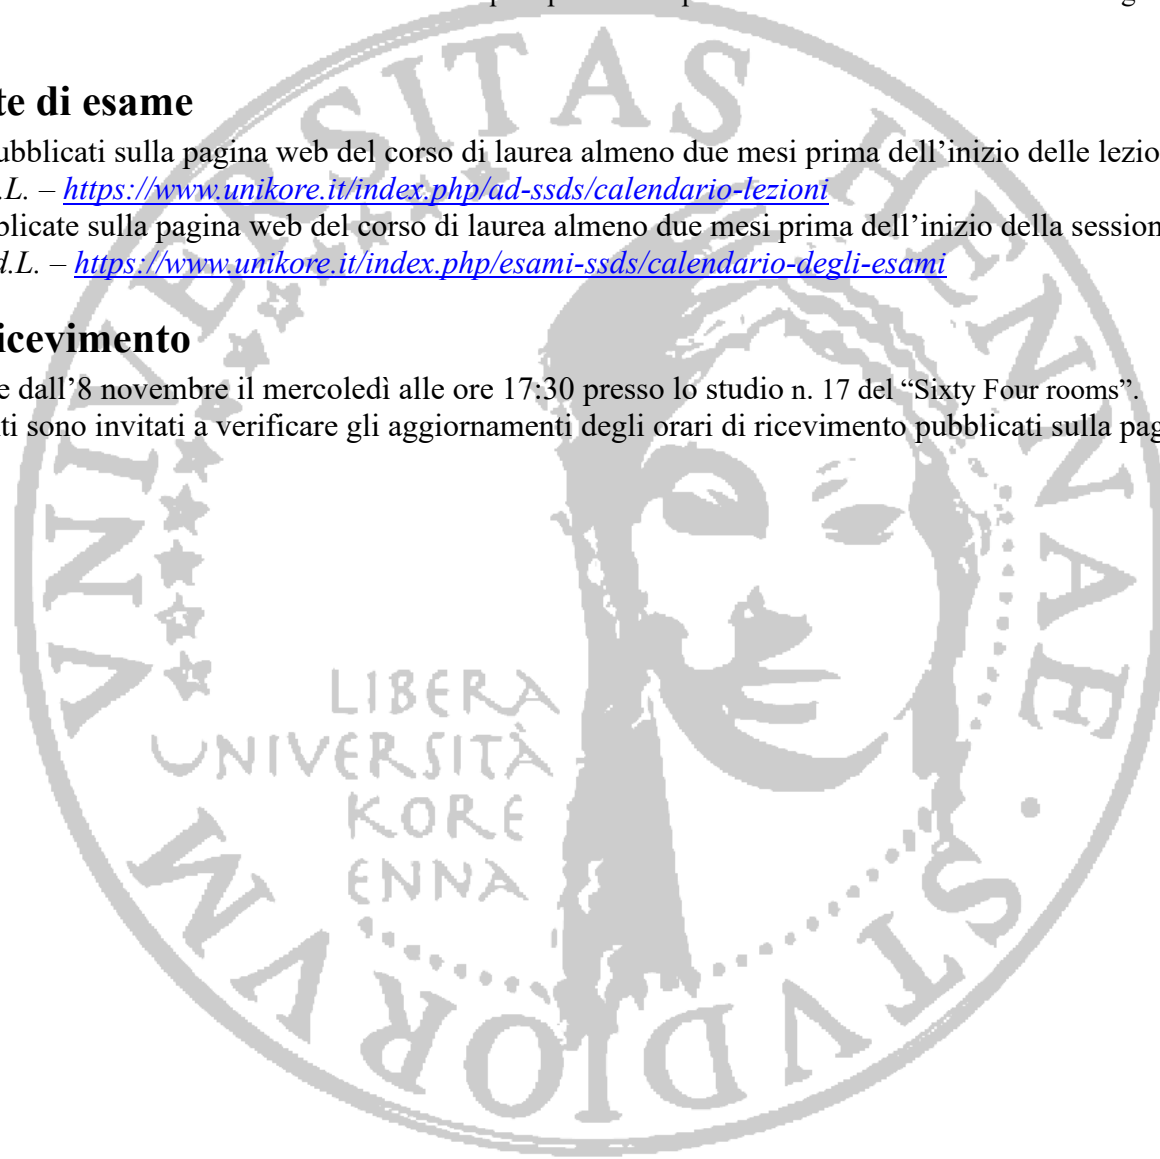 te di esame
ubblicati sulla pagina web del corso di laurea almeno due mesi prima dell’inizio delle lezio
.L. – https://www.unikore.it/index.php/ad-ssds/calendario-lezioni
blicate sulla pagina web del corso di laurea almeno due mesi prima dell’inizio della session
d.L. – https://www.unikore.it/index.php/esami-ssds/calendario-degli-esami
icevimento
e dall’8 novembre il mercoledì alle ore 17:30 presso lo studio n. 17 del “Sixty Four rooms”.
ti sono invitati a verificare gli aggiornamenti degli orari di ricevimento pubblicati sulla pag
VNIVERSITAS HENNAE · STVDIORVM
LIBERA
UNIVERSITÀ
KORE
ENNA